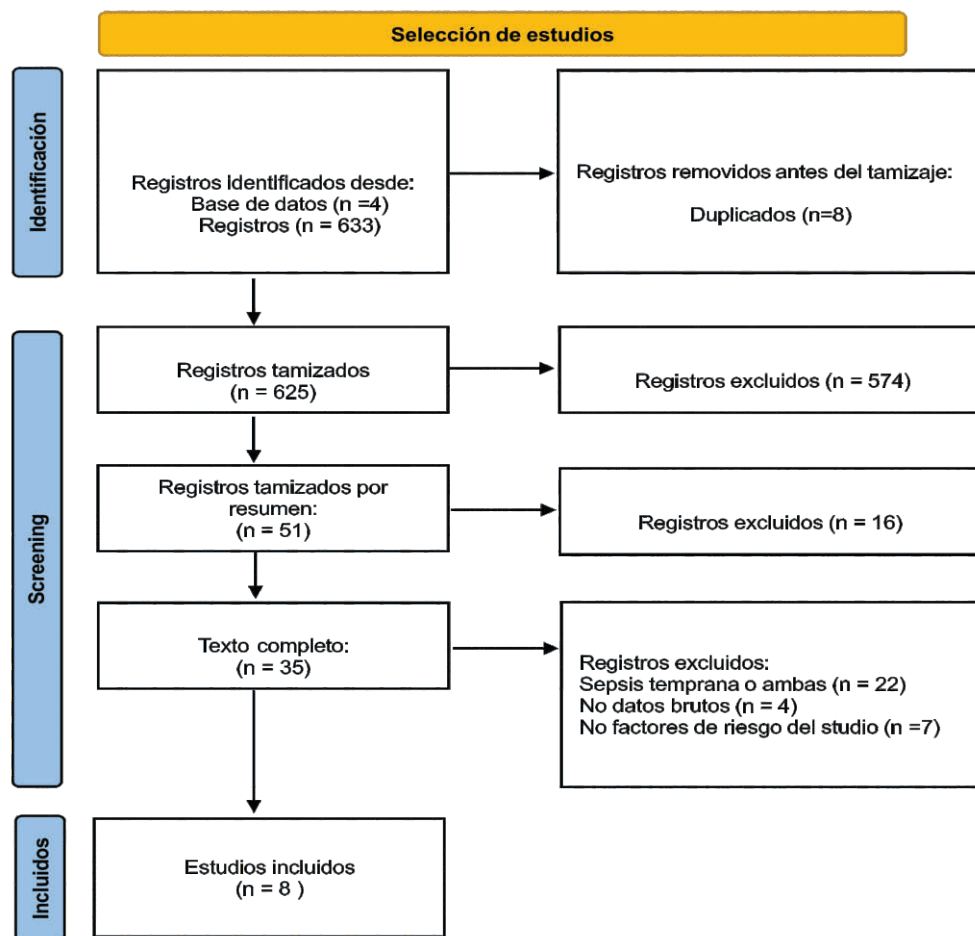 Selección de estudios
Identificación
Registros identificados desde:
Base de datos (n =4)
Registros (n = 633)
Registros removidos antes del tamizaje:
Duplicados (n=8)
Screening
Registros tamizados
(n = 625)
Registros excluidos (n = 574)
Registros tamizados por
resumen:
(n = 51)
Registros excluidos (n = 16)
Texto completo:
(n = 35)
Registros excluidos:
Sepsis temprana o ambas (n = 22)
No datos brutos (n = 4)
No factores de riesgo del studio (n =7)
Incluidos
Estudios incluidos
(n = 8 )